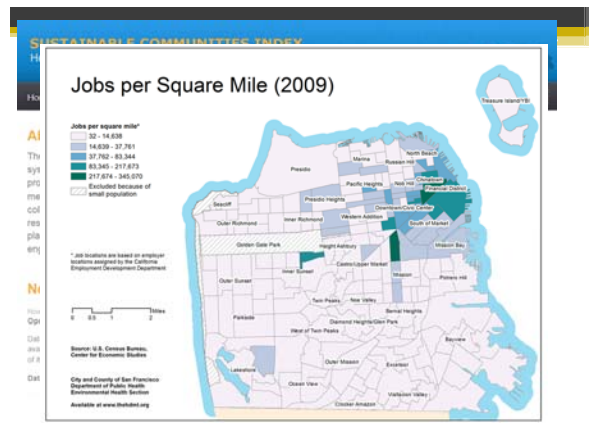 SUSTAINABLE COMMUNITIES INDEX
Jobs per Square Mile (2009)
Jobs per square mile*
32 - 14,638
14,639 - 37,761
37,762 - 83,344
83,345 - 217,673
217,674 - 345,070
Excluded because of
small population
* Job locations are based on employer
locations assigned by the California
Employment Development Department
0 0.5 1 2
Miles
Source: U.S. Census Bureau,
Center for Economic Studies
City and County of San Francisco
Department of Public Health
Environmental Health Section
Available at www.thehdmt.org
Treasure Island/YBI
North Beach
Marina
Russian Hill
Chinatown
Presidio
Financial District
Pacific Heights
Nob Hill
Seacliff
Presidio Heights
Downtown/Civic Center
Western Addition
Outer Richmond
Inner Richmond
South of Market
Golden Gate Park
Haight Ashbury
Mission Bay
Castro/Upper Market
Inner Sunset
Mission
Potrero Hill
Outer Sunset
Twin Peaks
Noe Valley
Bernal Heights
Parkside
Diamond Heights/Glen Park
West of Twin Peaks
Bayview
Outer Mission
Excelsior
Lakeshore
Ocean View
Visitacion Valley
Crocker Amazon